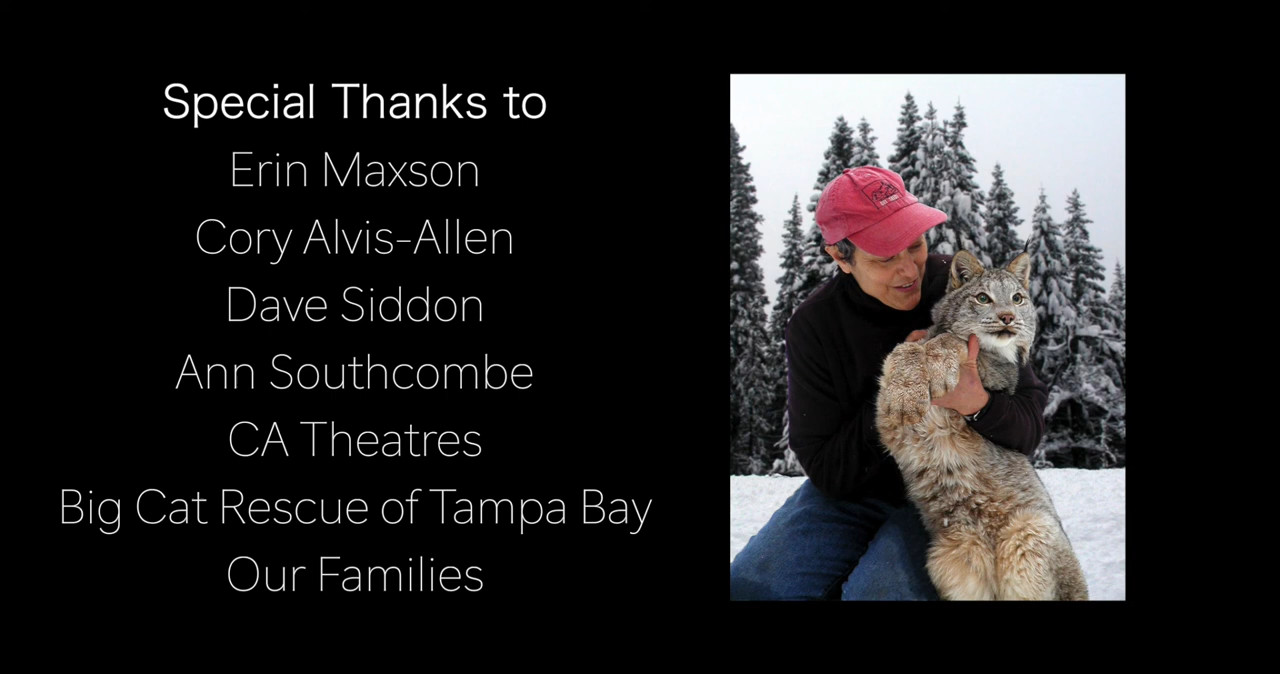 Special Thanks to
Erin Maxson
Cory Alvis-Allen
Dave Siddon
Ann Southcombe
CA Theatres
Big Cat Rescue of Tampa Bay
Our Families